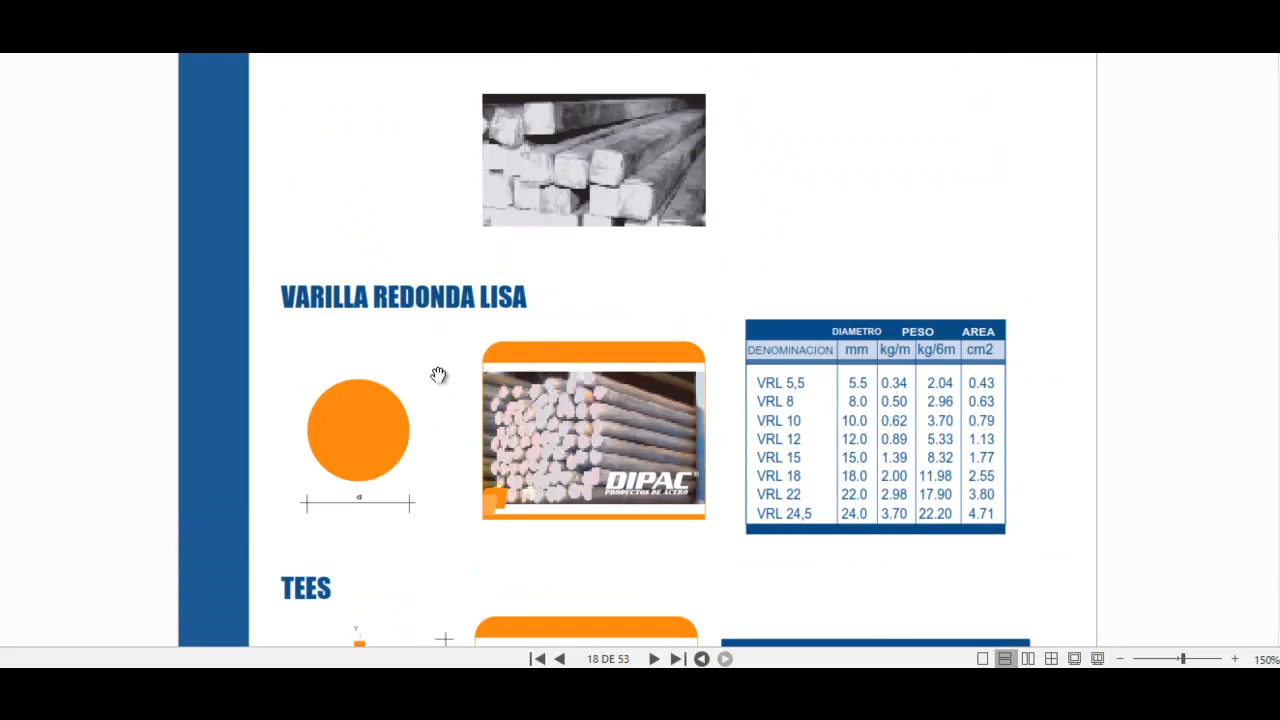 VARILLA REDONDA LISA
d
DIPAC®
PRODUCTOS DE ACERO
DIAMETRO PESO AREA
DENOMINACION mm kg/m kg/6m cm2
VRL 5,5 5.5 0.34 2.04 0.43
VRL 8 8.0 0.50 2.96 0.63
VRL 10 10.0 0.62 3.70 0.79
VRL 12 12.0 0.89 5.33 1.13
VRL 15 15.0 1.39 8.32 1.77
VRL 18 18.0 2.00 11.98 2.55
VRL 22 22.0 2.98 17.90 3.80
VRL 24,5 24.0 3.70 22.20 4.71
TEES
Y
18 DE 53
150%